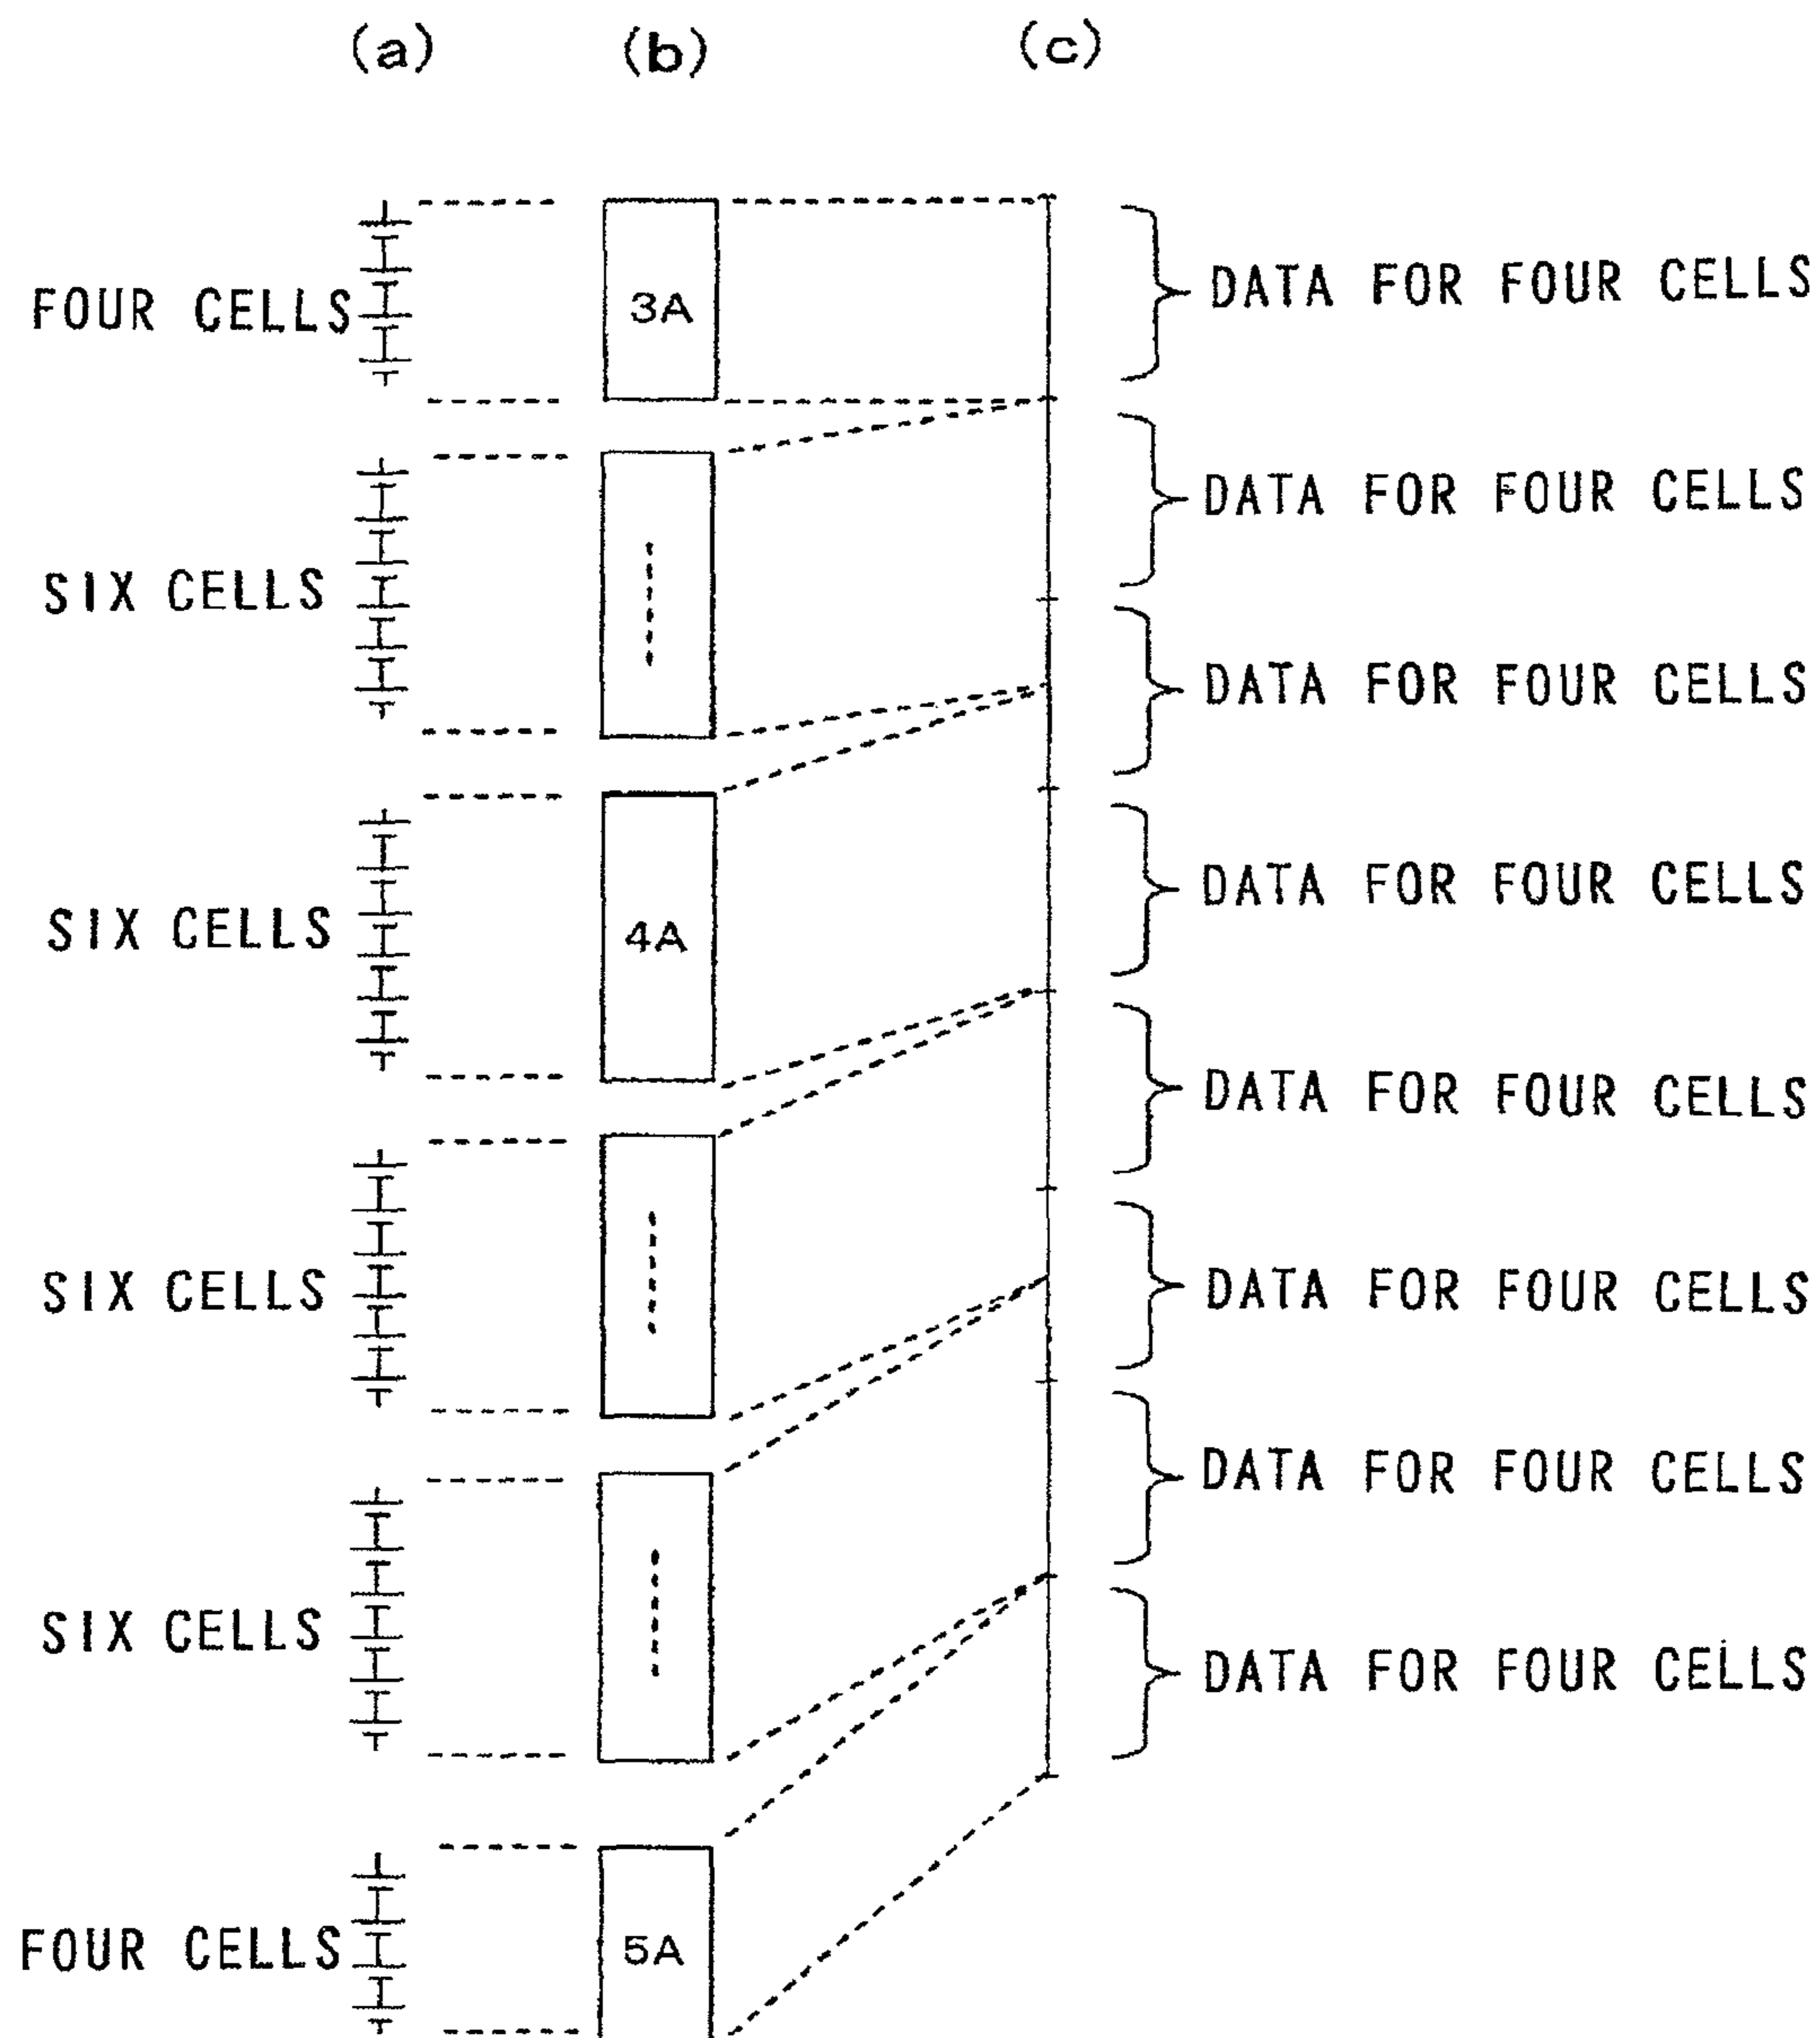 (a) (b) (c)
FOUR CELLS 3A DATA FOR FOUR CELLS
DATA FOR FOUR CELLS
SIX CELLS
DATA FOR FOUR CELLS
DATA FOR FOUR CELLS
SIX CELLS 4A
DATA FOR FOUR CELLS
SIX CELLS DATA FOR FOUR CELLS
DATA FOR FOUR CELLS
SIX CELLS
DATA FOR FOUR CELLS
FOUR CELLS 5A